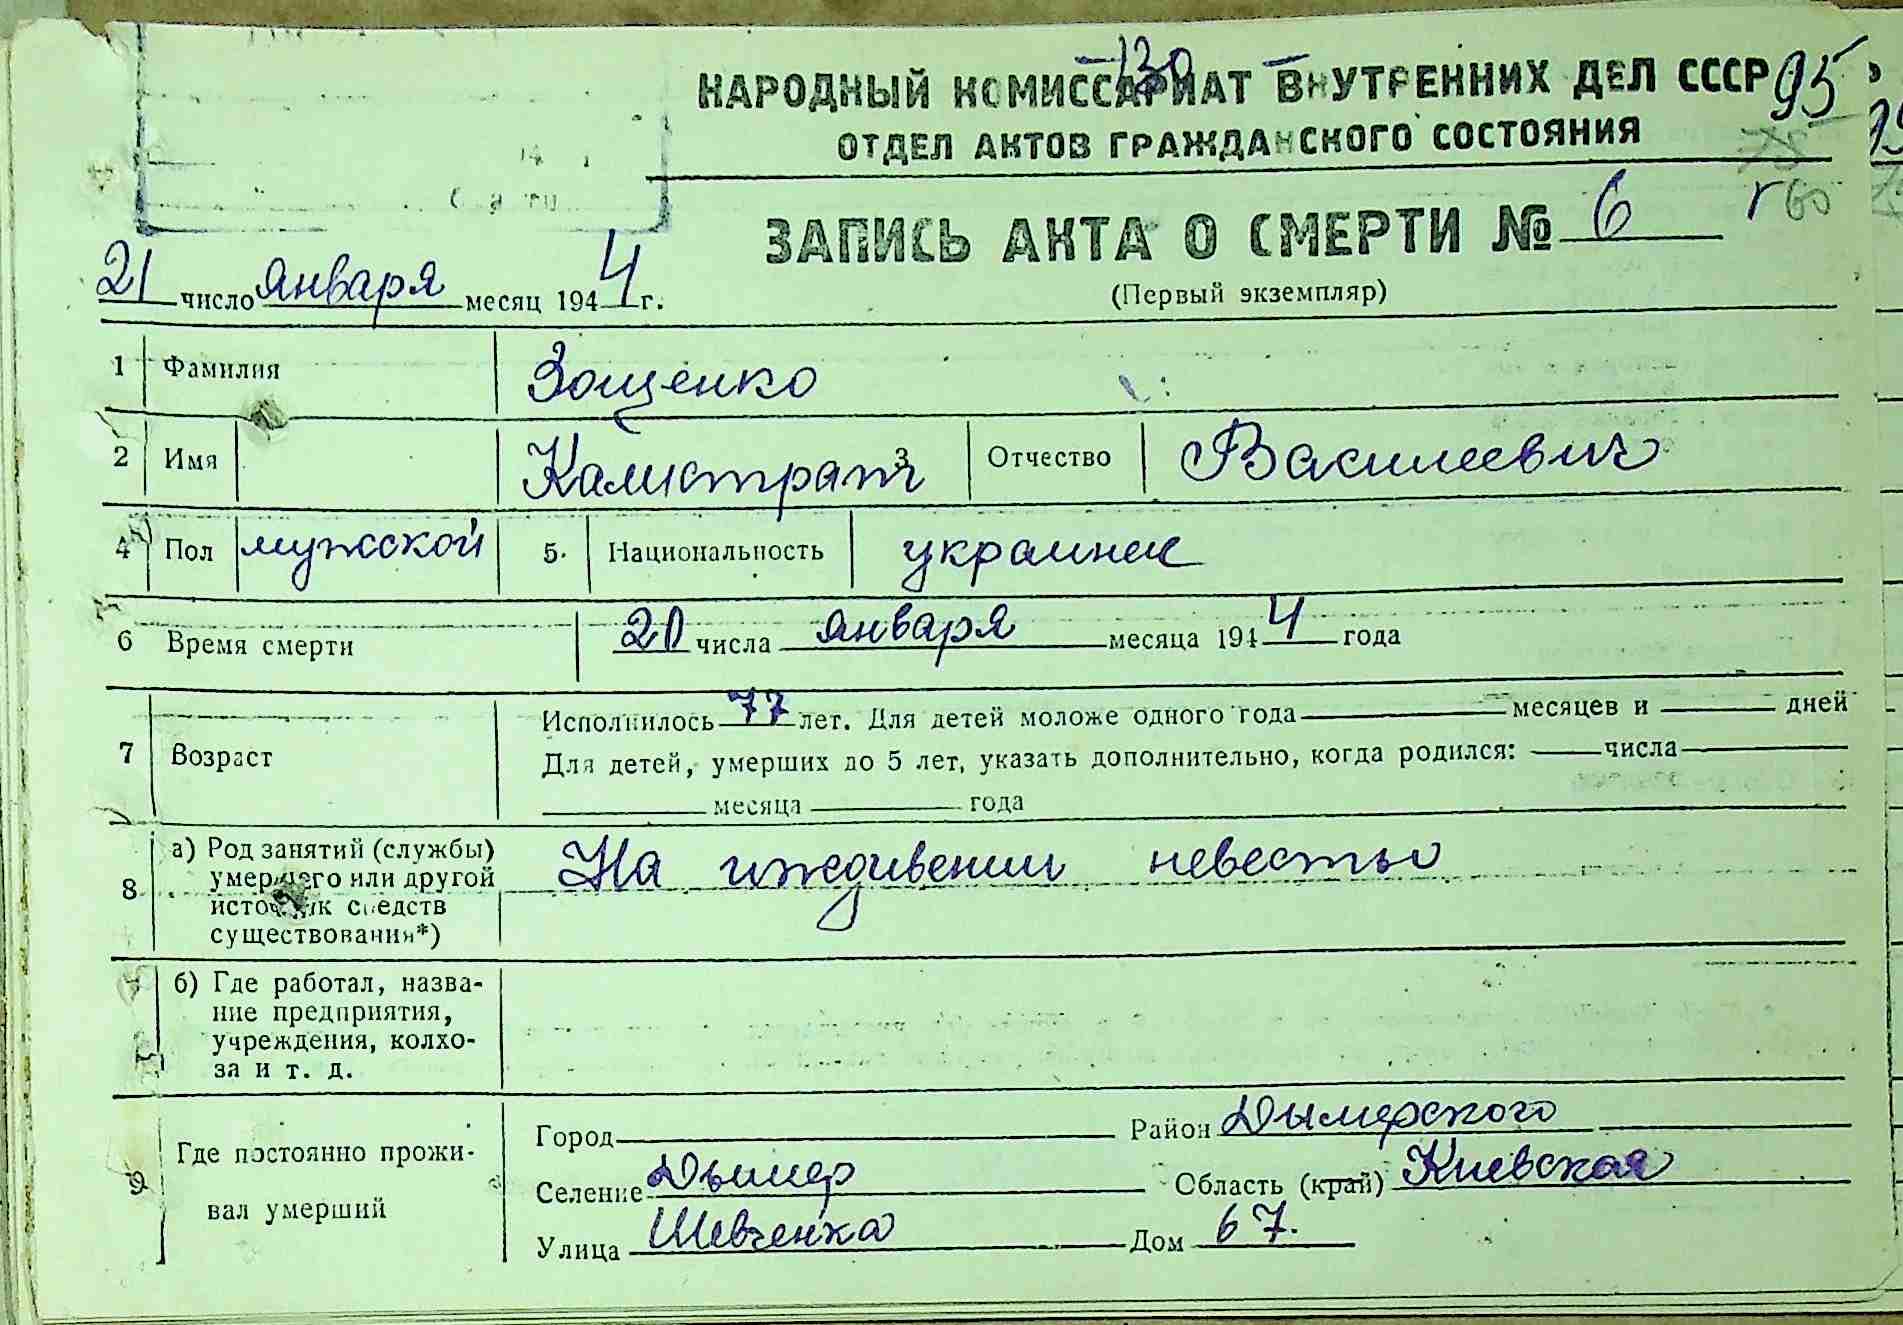 -130-
НАРОДНЫЙ КОМИССАРИАТ ВНУТРЕННИХ ДЕЛ СССР 95
ОТДЕЛ АКТОВ ГРАЖДАНСКОГО СОСТОЯНИЯ
78
ЗАПИСЬ АКТА О СМЕРТИ № 6
60
21 число января месяц 1944 г.
(Первый экземпляр)
1 Фамилия Зощенко
2 Имя Калистрат 3 Отчество Василиевич
4 Пол мужской 5. Национальность украинец
6 Время смерти 20 числа января месяца 1944 года
7 Возраст Исполнилось 77 лет. Для детей моложе одного года месяцев и дней
Для детей, умерших до 5 лет, указать дополнительно, когда родился: числа
месяца года
8 а) Род занятий (службы)
умершего или другой
источник средств
существования*)
На иждивении невесты
б) Где работал, назва-
ние предприятия,
учреждения, колхо-
за и т. д.
9 Где постоянно прожи-
вал умерший
Город Район Дымерского
Селение Дымер Область (край) Киевская
Улица Шевченка Дом 67.